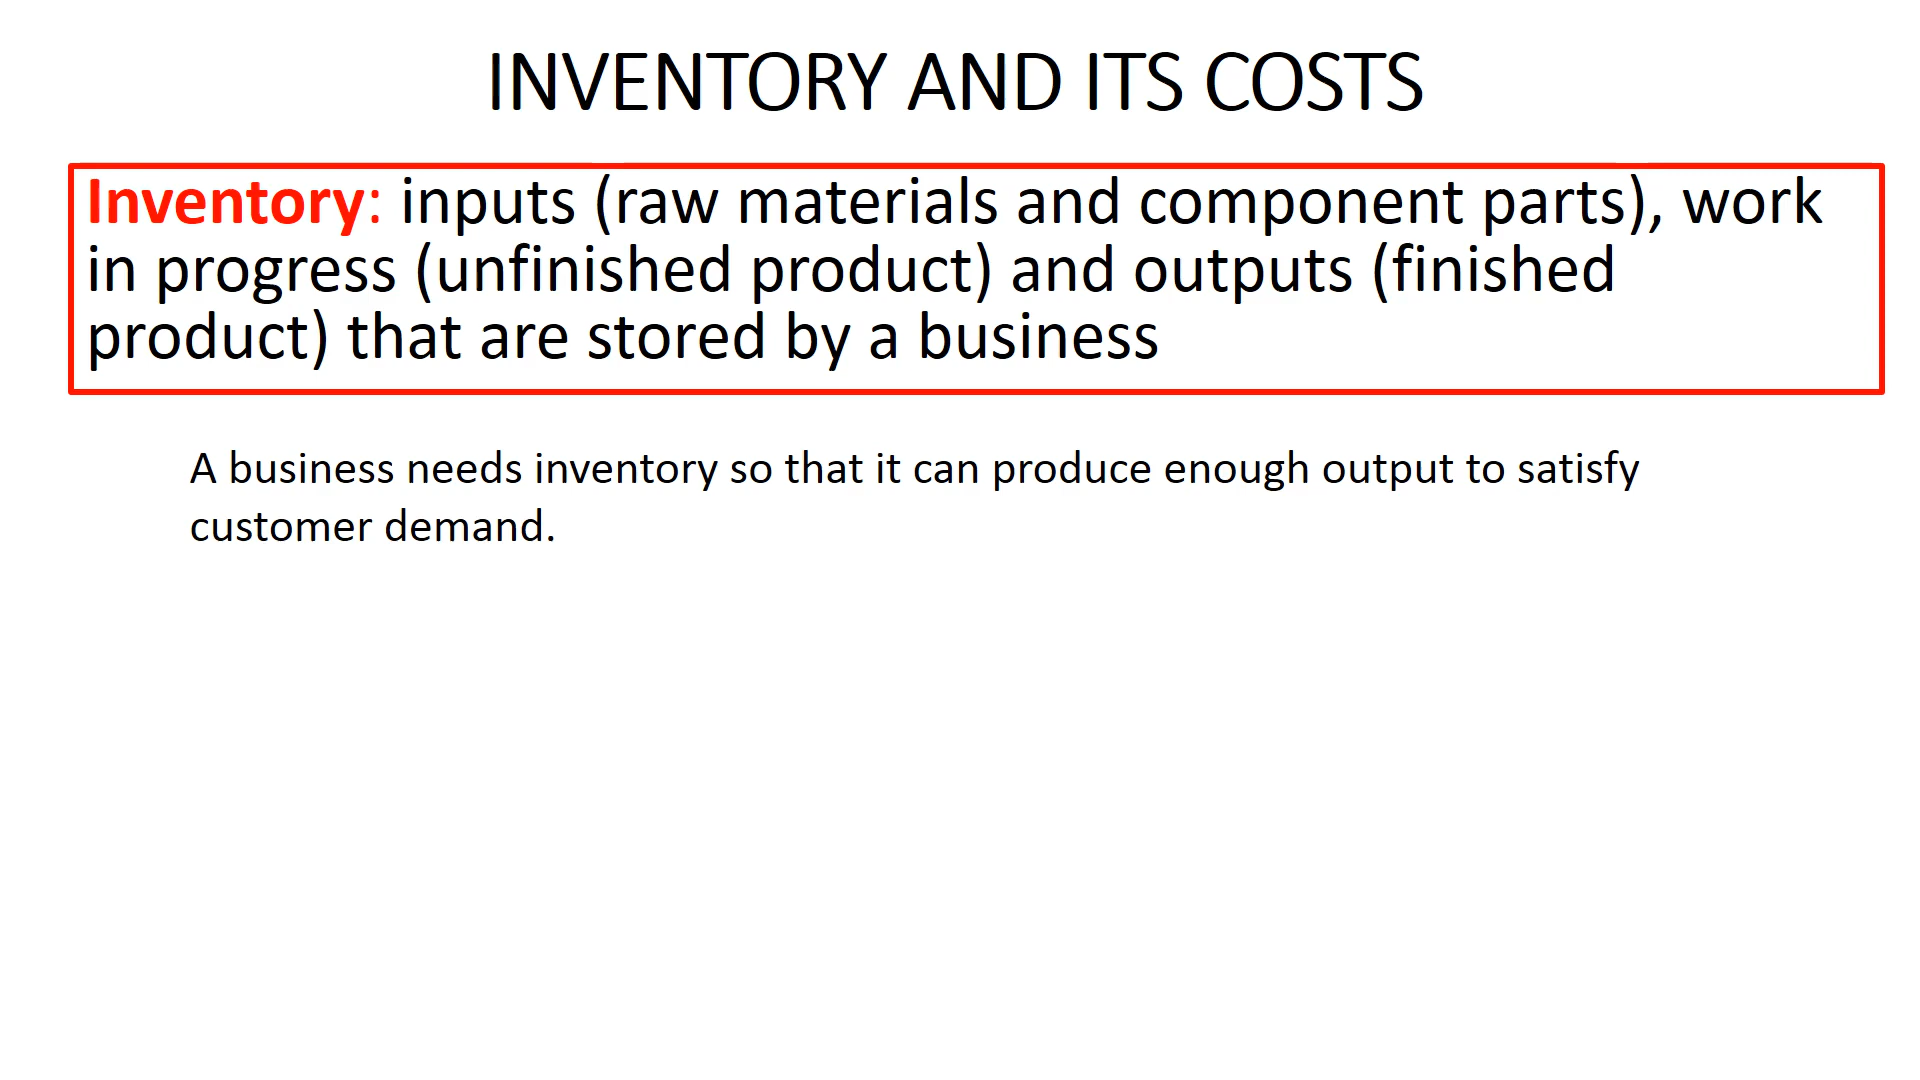 INVENTORY AND ITS COSTS
Inventory: inputs (raw materials and component parts), work
in progress (unfinished product) and outputs (finished
product) that are stored by a business
A business needs inventory so that it can produce enough output to satisfy
customer demand.